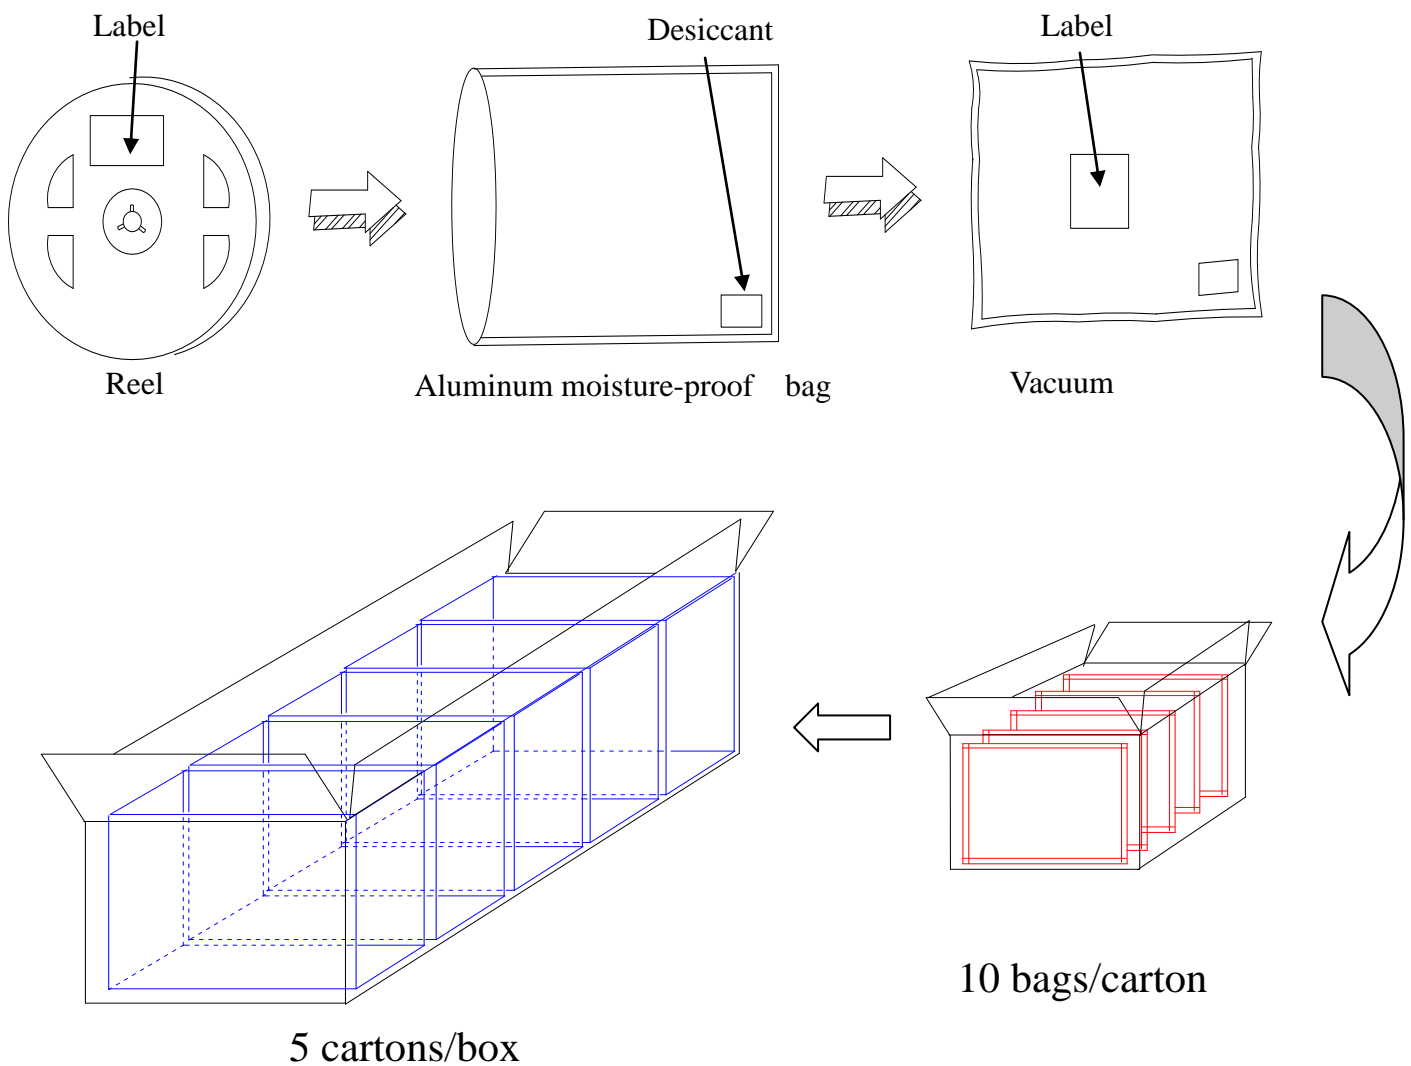 Label
Desiccant
Label
Reel
Aluminum moisture-proof bag
Vacuum
10 bags/carton
5 cartons/box